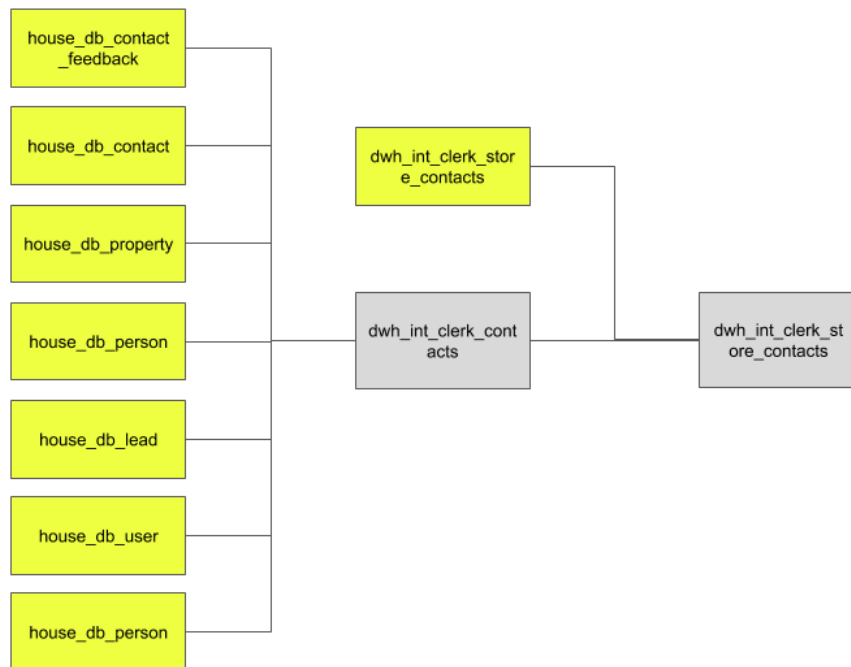 house_db_contact
_feedback
house_db_contact
house_db_property
house_db_person
house_db_lead
house_db_user
house_db_person
dwh_int_clerk_stor
e_contacts
dwh_int_clerk_cont
acts
dwh_int_clerk_st
ore_contacts